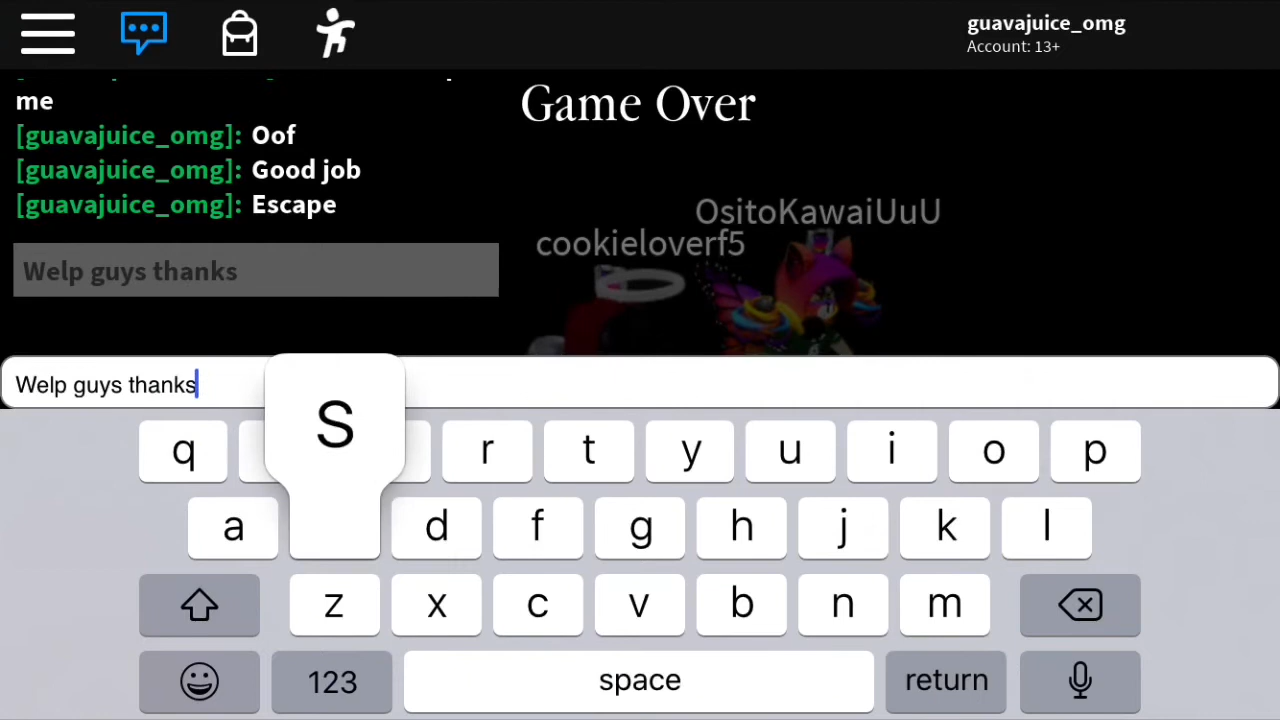 guavajuice_omg
Account: 13+
me
Game Over
[guavajuice_omg]: Oof
[guavajuice_omg]: Good job
[guavajuice_omg]: Escape
OsitoKawaiUuU
cookieloverf5
Welp guys thanks
Welp guys thanks
S
q r t y u i o p
a d f g h j k l
z x c v b n m
123 space return